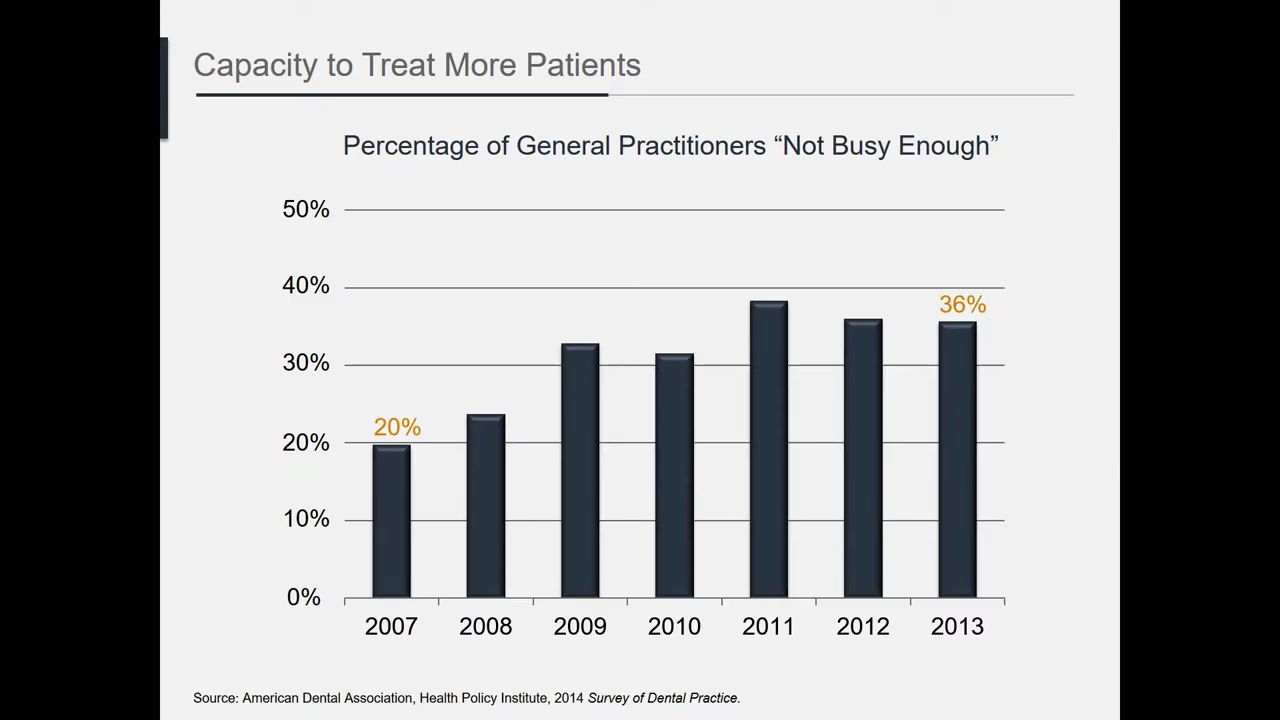 Capacity to Treat More Patients
Percentage of General Practitioners “Not Busy Enough”
50%
40%
36%
30%
20%
20%
10%
0%
2007 2008 2009 2010 2011 2012 2013
Source: American Dental Association, Health Policy Institute, 2014 Survey of Dental Practice.